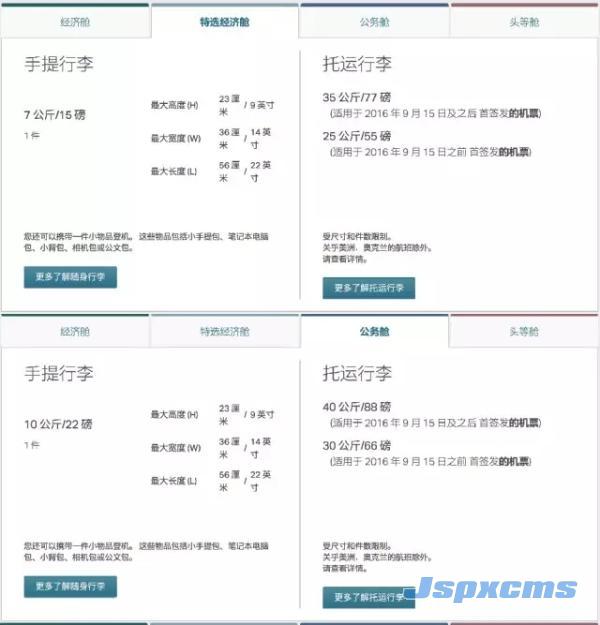 经济舱
特选经济舱
公务舱
头等舱
手提行李
7 公斤/15 磅
1 件
最大高度(H) 23 厘米 / 9 英寸
最大宽度(W) 36 厘米 / 14 英寸
最大长度(L) 56 厘米 / 22 英寸
您还可以携带一件小物品登机。 这些物品包括小手提包、笔记本电脑
包、小背包、相机包或公文包。
更多了解随身行李
托运行李
35 公斤/77 磅
(适用于 2016 年 9 月 15 日及之后 首签发的机票)
25 公斤/55 磅
(适用于 2016 年 9 月 15 日之前 首签发的机票)
受尺寸和件数限制。
关乎美洲、奥克兰的航班除外。
请查看详情。
更多了解托运行李
经济舱
特选经济舱
公务舱
头等舱
手提行李
10 公斤/22 磅
1 件
最大高度(H) 23 厘米 / 9 英寸
最大宽度(W) 36 厘米 / 14 英寸
最大长度(L) 56 厘米 / 22 英寸
您还可以携带一件小物品登机。 这些物品包括小手提包、笔记本电脑
包、小背包、相机包或公文包。
更多了解随身行李
托运行李
40 公斤/88 磅
(适用于 2016 年 9 月 15 日及之后 首签发的机票)
30 公斤/66 磅
(适用于 2016 年 9 月 15 日之前 首签发的机票)
受尺寸和件数限制。
关乎美洲、奥克兰的航班除外。
请查看详情。
更多了解托运行李
Jspxcms